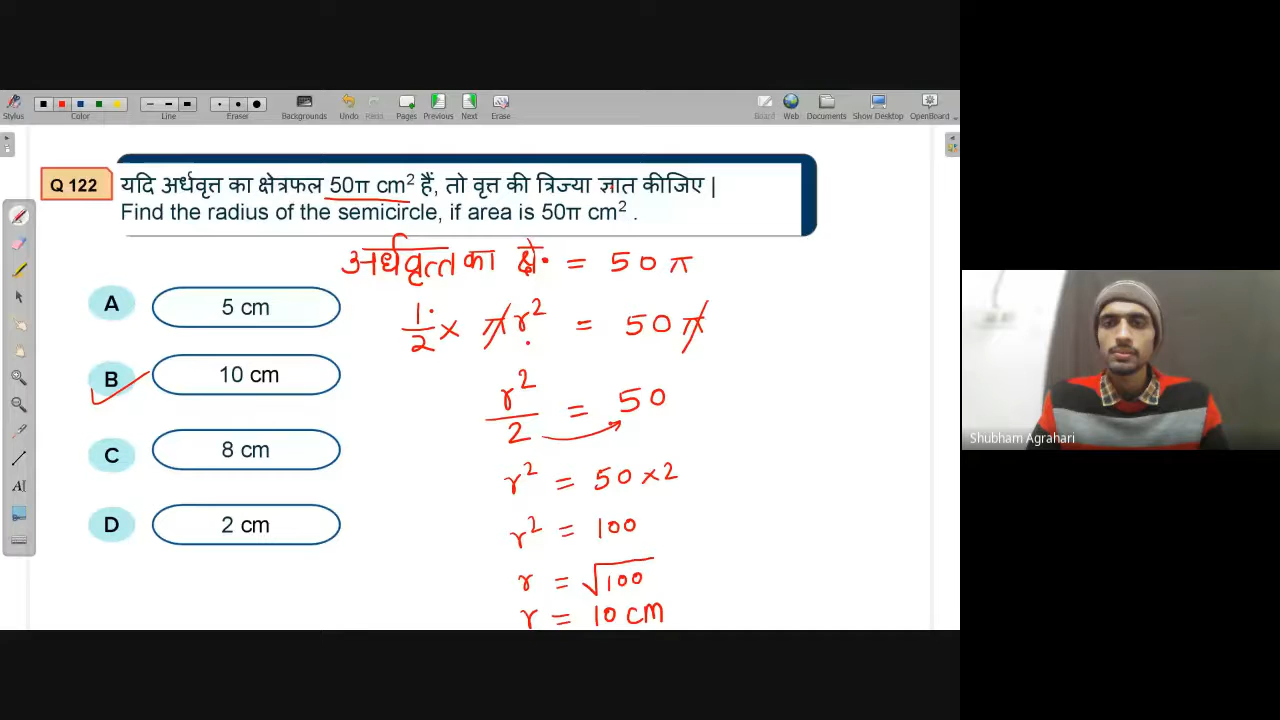 Stylus
Color
Line
Eraser
Backgrounds
Undo
Redo
Pages
Previous
Next
Erase
Board
Web
Documents
Show Desktop
OpenBoard
Q 122
यदि अर्धवृत्त का क्षेत्रफल 50π cm² हैं, तो वृत्त की त्रिज्या ज्ञात कीजिए |
Find the radius of the semicircle, if area is 50π cm² .
अर्धवृत्त का क्षे. = 50π
A 5 cm
1/2 × πr² = 50π
B 10 cm
r²/2 = 50
C 8 cm
r² = 50×2
D 2 cm
r² = 100
r = √100
r = 10 cm
Shubham Agrahari